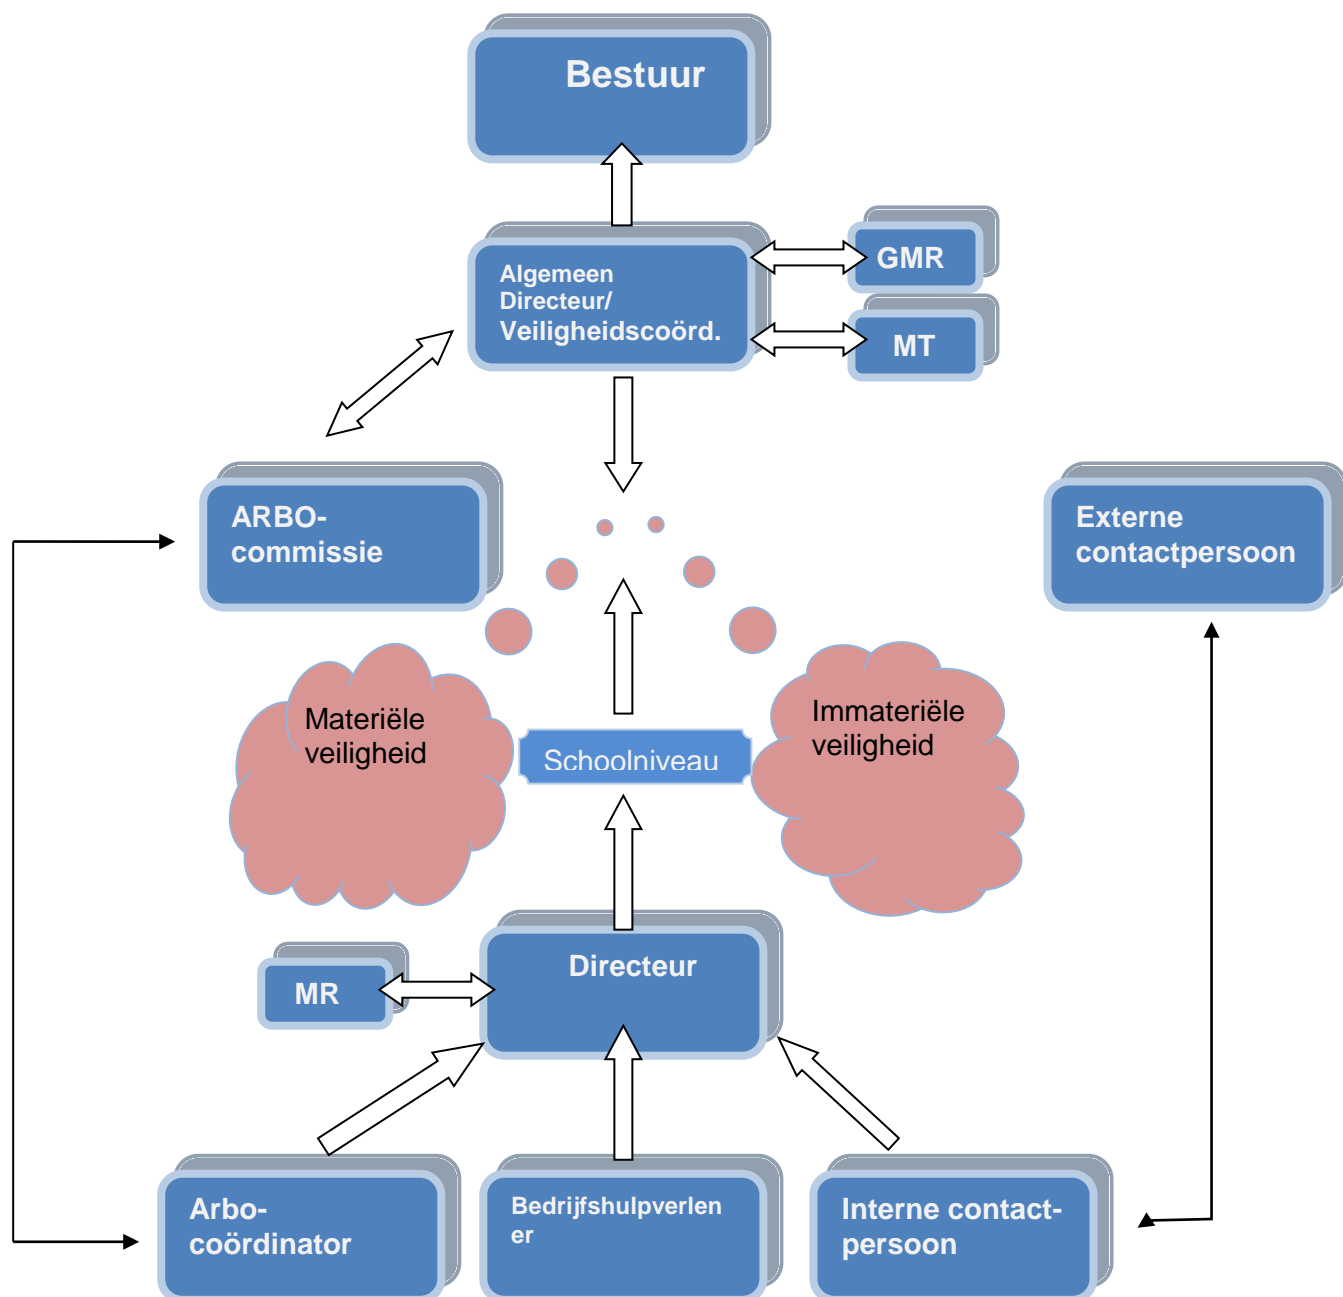 Bestuur
Algemeen
Directeur/
Veiligheidscoörd.
GMR
MT
ARBO-
commissie
Externe
contactpersoon
Materiële
veiligheid
Immateriële
veiligheid
Schoolniveau
Directeur
MR
Arbo-
coördinator
Bedrijfshulpverlen
er
Interne contact-
persoon